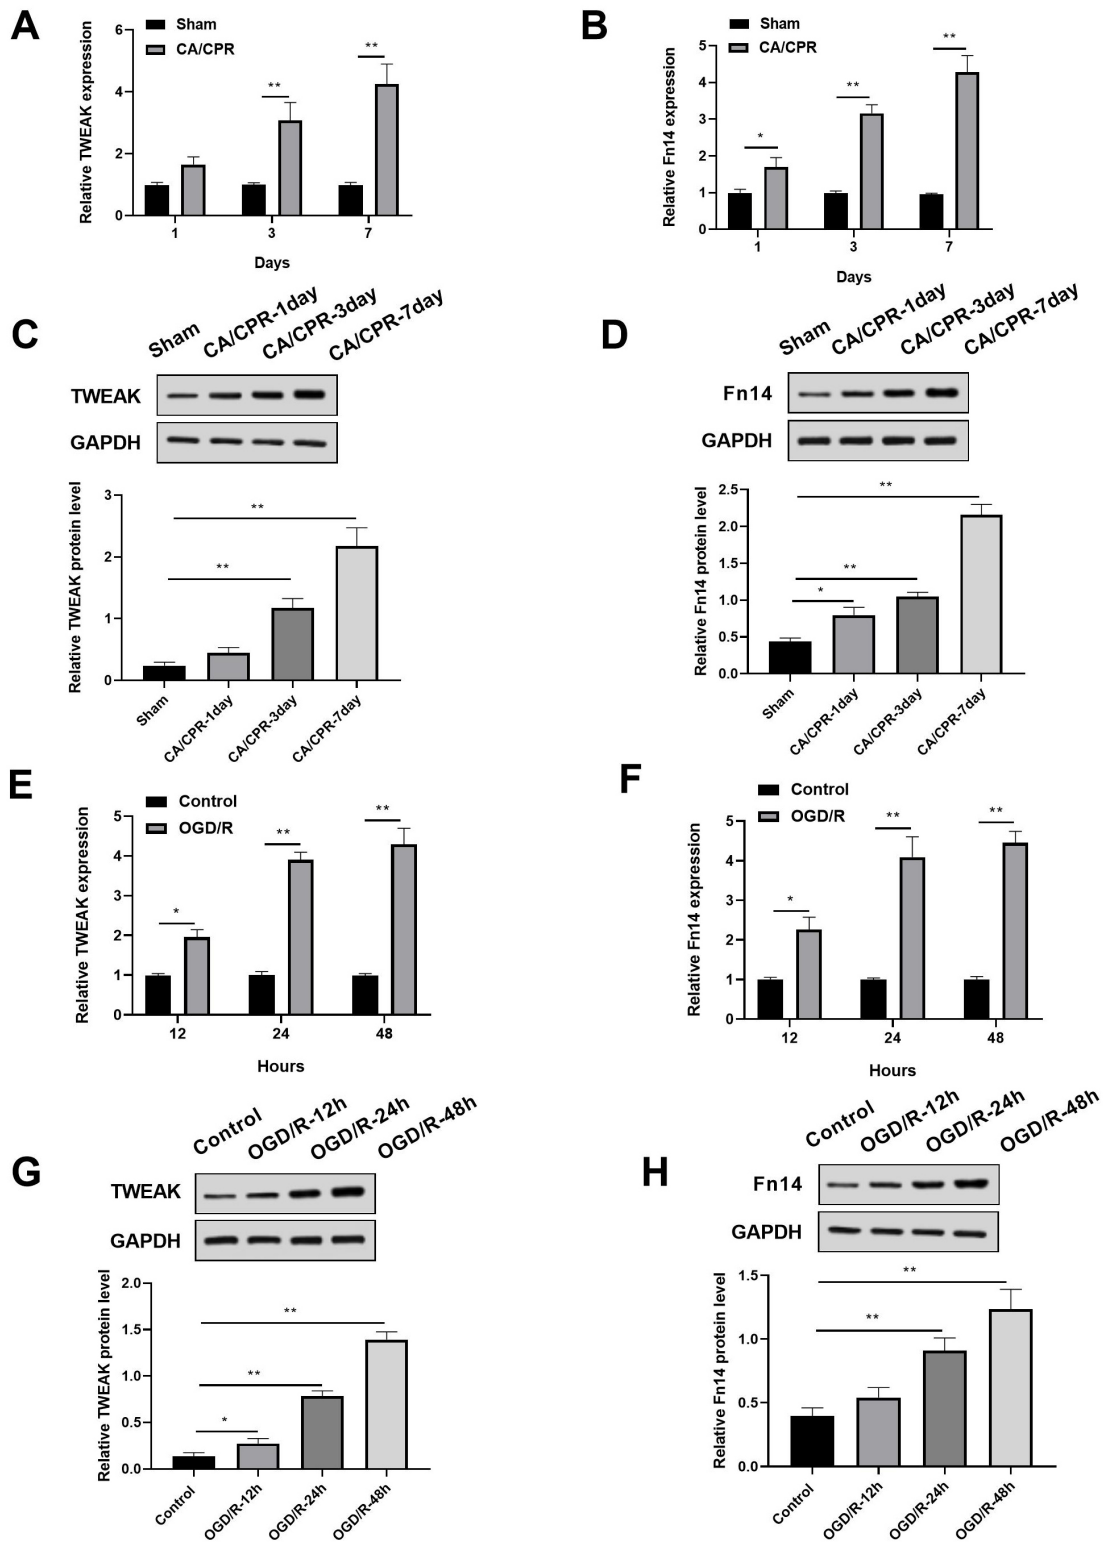 A
Sham
CA/CPR
Relative TWEAK expression
6
4
2
0
**
**
1
3
7
Days
B
Sham
CA/CPR
Relative Fn14 expression
5
4
3
2
1
0
*
**
**
1
3
7
Days
C
Sham
CA/CPR-1day
CA/CPR-3day
CA/CPR-7day
TWEAK
GAPDH
Relative TWEAK protein level
3
2
1
0
**
**
Sham
CA/CPR-1day
CA/CPR-3day
CA/CPR-7day
D
Sham
CA/CPR-1day
CA/CPR-3day
CA/CPR-7day
Fn14
GAPDH
Relative Fn14 protein level
2.5
2.0
1.5
1.0
0.5
0.0
**
**
*
Sham
CA/CPR-1day
CA/CPR-3day
CA/CPR-7day
E
Control
OGD/R
Relative TWEAK expression
5
4
3
2
1
0
*
**
**
12
24
48
Hours
F
Control
OGD/R
Relative Fn14 expression
5
4
3
2
1
0
*
**
**
12
24
48
Hours
G
Control
OGD/R-12h
OGD/R-24h
OGD/R-48h
TWEAK
GAPDH
Relative TWEAK protein level
2.0
1.5
1.0
0.5
0.0
**
**
*
Control
OGD/R-12h
OGD/R-24h
OGD/R-48h
H
Control
OGD/R-12h
OGD/R-24h
OGD/R-48h
Fn14
GAPDH
Relative Fn14 protein level
1.5
1.0
0.5
0.0
**
**
Control
OGD/R-12h
OGD/R-24h
OGD/R-48h